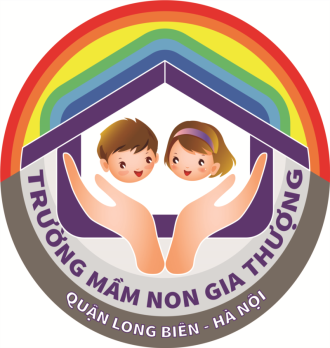 TRƯỜNG MẦM NON GIA THƯỢNG
QUẬN LONG BIÊN - HÀ NỘI